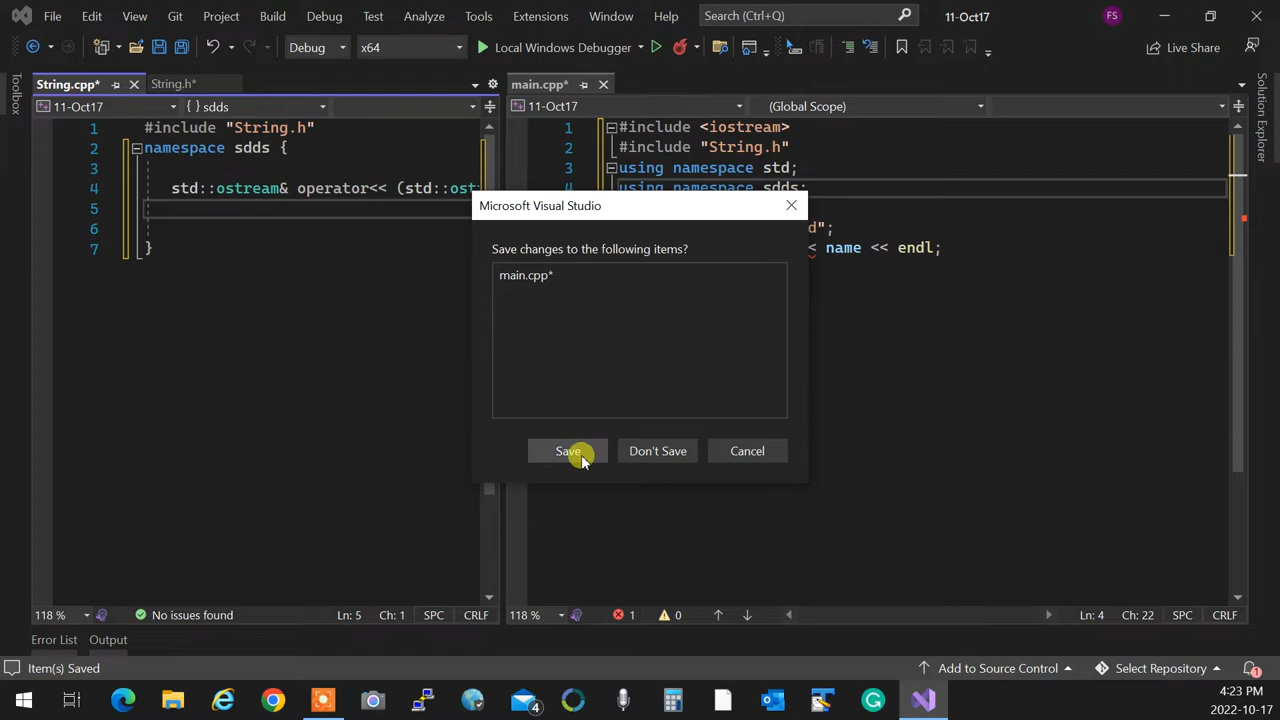 File Edit View Git Project Build Debug Test Analyze Tools Extensions Window Help Search (Ctrl+Q) 11-Oct17 FS
Debug x64 Local Windows Debugger Live Share
Toolbox
String.cpp* String.h*
11-Oct17 { } sdds
1 #include "String.h"
2 namespace sdds {
3
4 std::ostream& operator<< (std::ost
5
6
7 }
118 % No issues found Ln: 5 Ch: 1 SPC CRLF
main.cpp*
11-Oct17 (Global Scope)
1 #include <iostream>
2 #include "String.h"
3 using namespace std;
4 using namespace sdds;
d";
< name << endl;
118 % 1 0 Ln: 4 Ch: 22 SPC CRLF
Solution Explorer
Microsoft Visual Studio
Save changes to the following items?
main.cpp*
Save Don't Save Cancel
Error List Output
Item(s) Saved Add to Source Control Select Repository 1
4
4:23 PM
2022-10-17